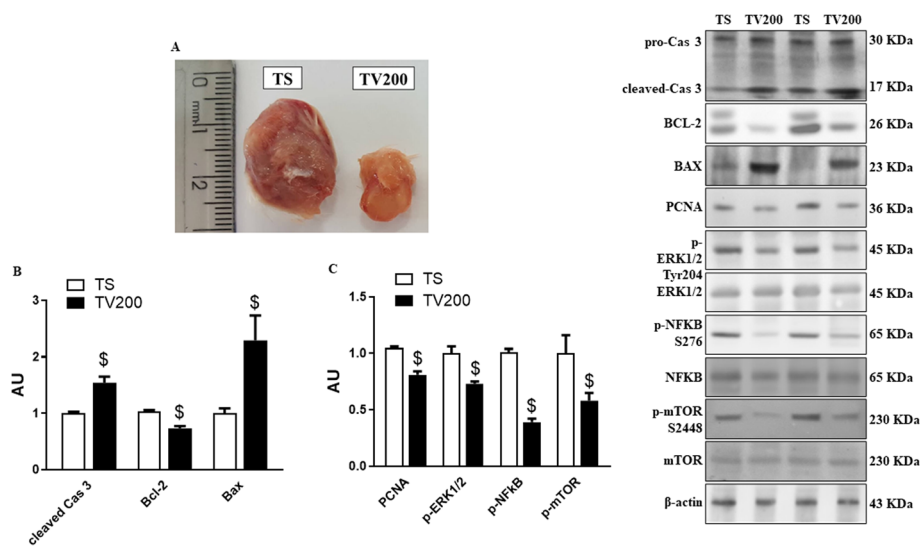 A
TS
TV200
0
mm 1
2
B
TS
TV200
$
$
$
3
2
1
0
AU
cleaved Cas 3
Bcl-2
Bax
C
TS
TV200
$
$
$
$
1.5
1.0
0.5
0.0
AU
PCNA
p-ERK1/2
p-NFkB
p-mTOR
TS TV200 TS TV200
pro-Cas 3 30 KDa
cleaved-Cas 3 17 KDa
BCL-2 26 KDa
BAX 23 KDa
PCNA 36 KDa
p-
ERK1/2 45 KDa
Tyr204
ERK1/2 45 KDa
p-NFKB
S276 65 KDa
NFKB 65 KDa
p-mTOR
S2448 230 KDa
mTOR 230 KDa
β-actin 43 KDa